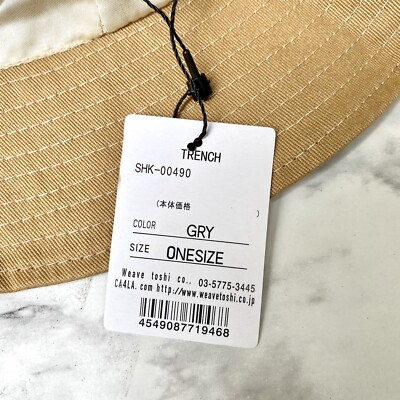 TRENCH
SHK-00490
(本体価格 )
COLOR GRY
SIZE ONESIZE
Weave toshi co., 03-5775-3445
CA4LA.com http://www.weavetoshi.co.jp
4549087719468